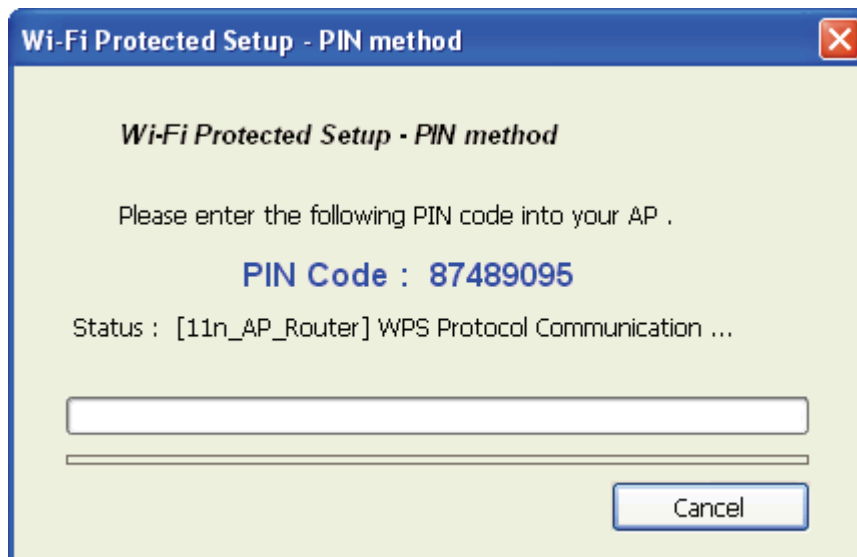 Wi-Fi Protected Setup - PIN method
Wi-Fi Protected Setup - PIN method
Please enter the following PIN code into your AP .
PIN Code : 87489095
Status : [11n_AP_Router] WPS Protocol Communication ...
Cancel